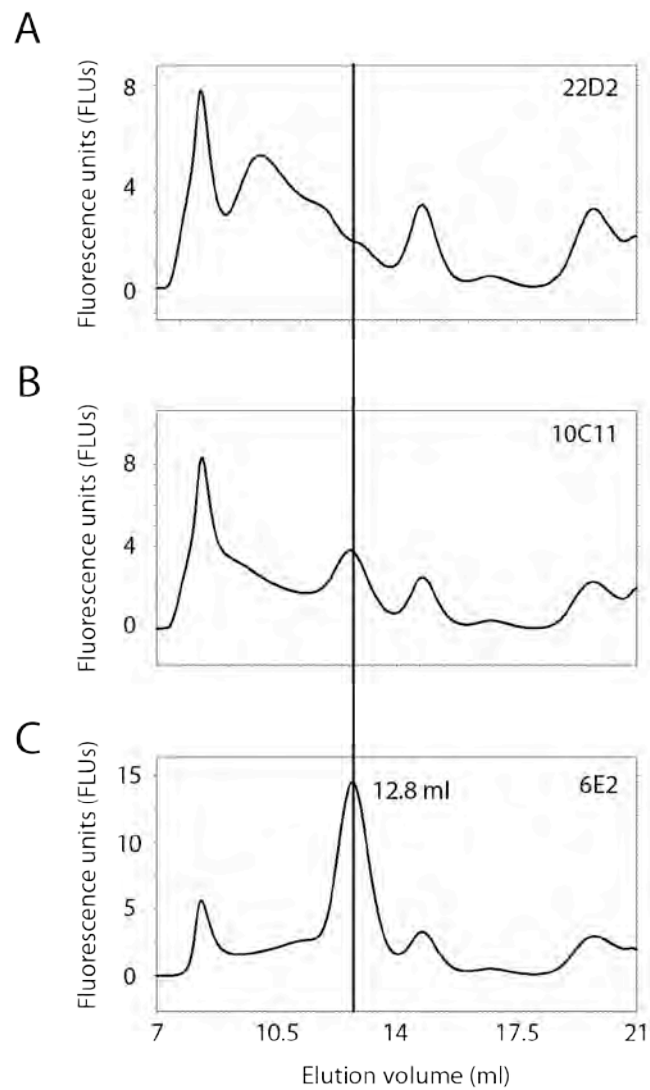 A
Fluorescence units (FLUs)
8
4
0
22D2
B
Fluorescence units (FLUs)
8
4
0
10C11
C
Fluorescence units (FLUs)
15
10
5
0
12.8 ml
6E2
7 10.5 14 17.5 21
Elution volume (ml)